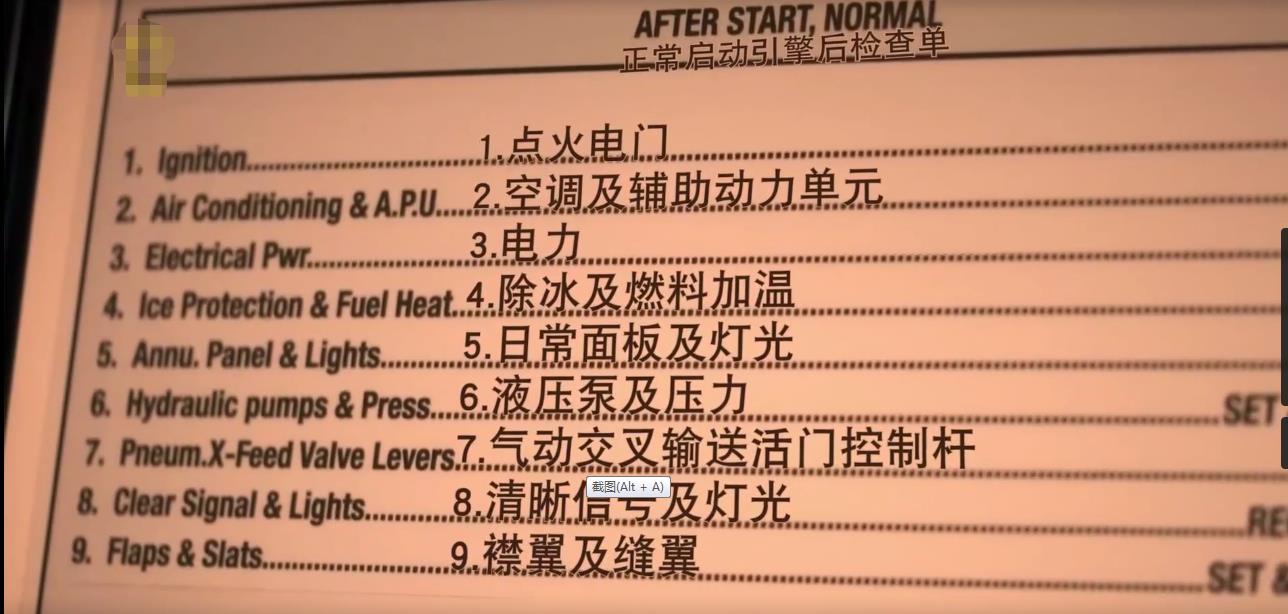 AFTER START, NORMAL
正常启动引擎后检查单
1. Ignition 1.点火电门
2. Air Conditioning & A.P.U. 2.空调及辅助动力单元
3. Electrical Pwr. 3.电力
4. Ice Protection & Fuel Heat. 4.除冰及燃料加温
5. Annu. Panel & Lights. 5.日常面板及灯光
6. Hydraulic pumps & Press. 6.液压泵及压力 SET
7. Pneum.X-Feed Valve Levers. 7.气动交叉输送活门控制杆
截图(Alt + A)
8. Clear Signal & Lights. 8.清晰信号及灯光 RE
9. Flaps & Slats. 9.襟翼及缝翼 SET &